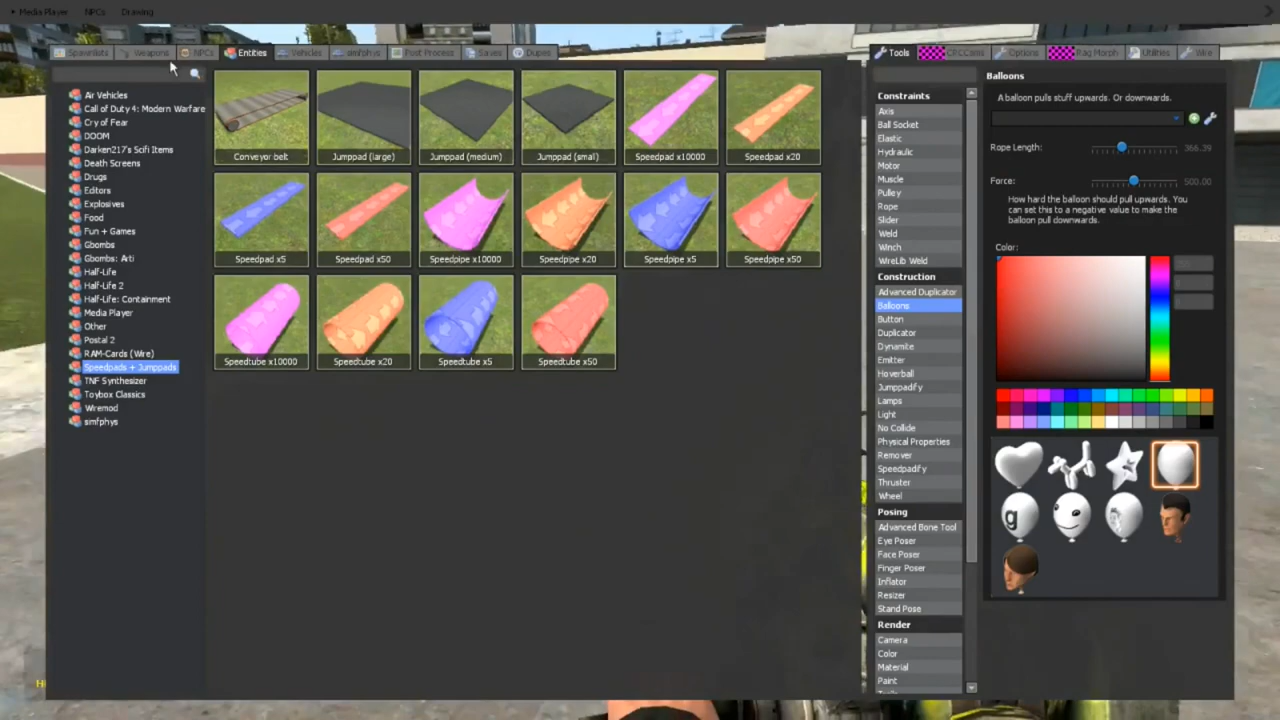 Media Player NPCs Drawing
Spawnlists Weapons NPCs Entities Vehicles simfphys Post Process Saves Dupes
Tools CRCCams Options Rag Morph Utilities Wire
Air Vehicles
Call of Duty 4: Modern Warfare
Cry of Fear
DOOM
Darken217's Scifi Items
Death Screens
Drugs
Editors
Explosives
Food
Fun + Games
Gbombs
Gbombs: Arti
Half-Life
Half-Life 2
Half-Life: Containment
Media Player
Other
Postal 2
RAM-Cards (Wire)
Speedpads + Jumppads
TNF Synthesizer
Toybox Classics
Wiremod
simfphys
Conveyor belt Jumppad (large) Jumppad (medium) Jumppad (small) Speedpad x10000 Speedpad x20
Speedpad x5 Speedpad x50 Speedpipe x10000 Speedpipe x20 Speedpipe x5 Speedpipe x50
Speedtube x10000 Speedtube x20 Speedtube x5 Speedtube x50
Constraints
Axis
Ball Socket
Elastic
Hydraulic
Motor
Muscle
Pulley
Rope
Slider
Weld
Winch
WireLib Weld
Construction
Advanced Duplicator
Balloons
Button
Duplicator
Dynamite
Emitter
Hoverball
Jumppadify
Lamps
Light
No Collide
Physical Properties
Remover
Speedpadify
Thruster
Wheel
Posing
Advanced Bone Tool
Eye Poser
Face Poser
Finger Poser
Inflator
Resizer
Stand Pose
Render
Camera
Color
Material
Paint
Balloons
A balloon pulls stuff upwards. Or downwards.
Rope Length: 366.39
Force: 500.00
How hard the balloon should pull upwards. You
can set this to a negative value to make the
balloon pull downwards.
Color:
g